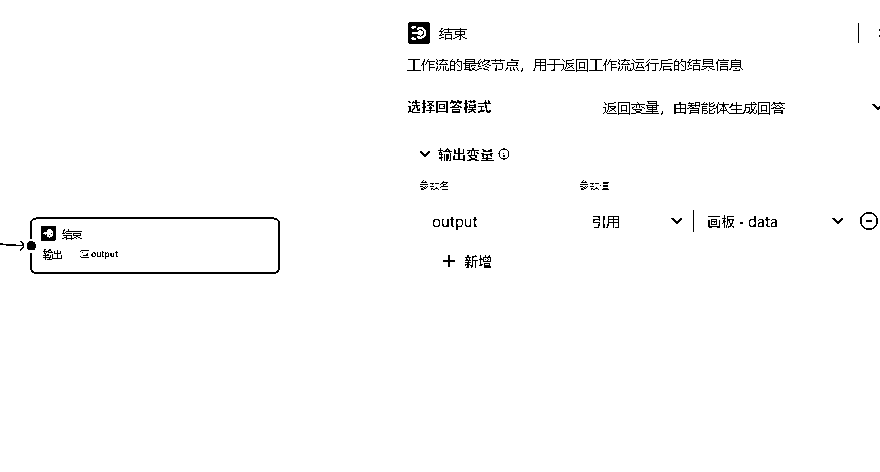 结束
工作流的最终节点，用于返回工作流运行后的结果信息
选择回答模式 返回变量，由智能体生成回答
输出变量
参数名 参数值
output 引用 画板 - data
+ 新增
结束
输出 output